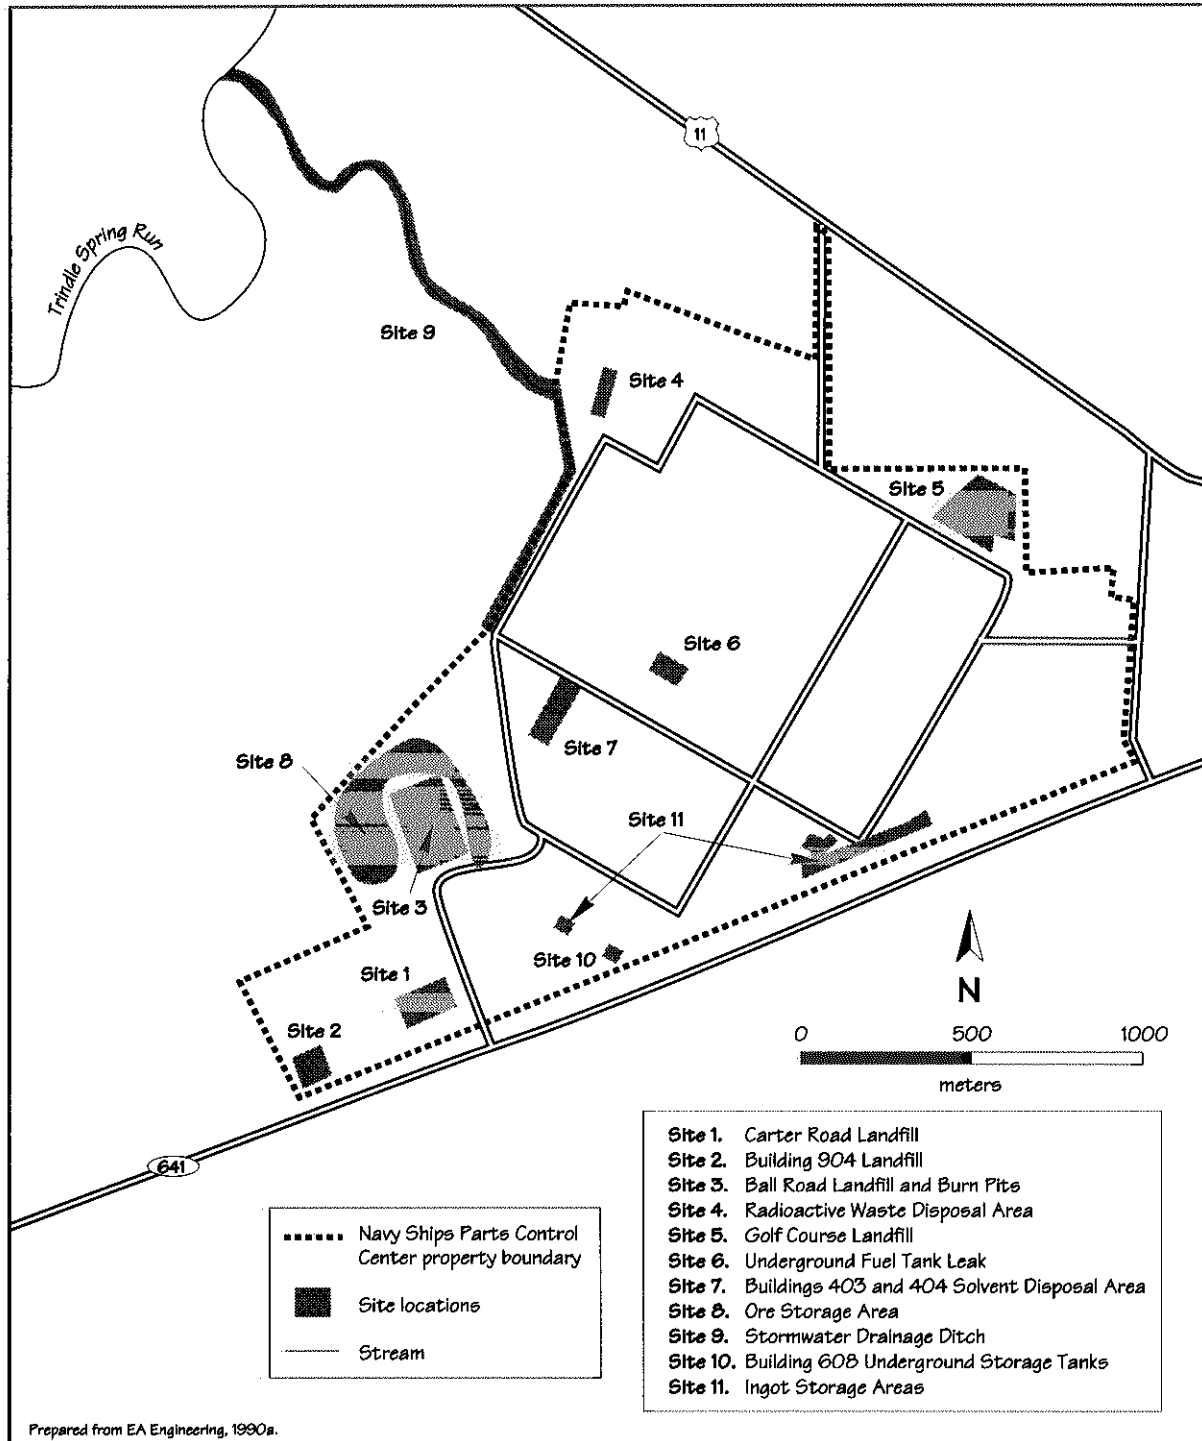 11
Trindle Spring Run
Site 9
Site 4
Site 5
Site 6
Site 7
Site 8
Site 11
Site 3
Site 10
Site 1
Site 2
N
0 500 1000
meters
641
Navy Ships Parts Control
Center property boundary
Site locations
Stream
Site 1. Carter Road Landfill
Site 2. Building 904 Landfill
Site 3. Ball Road Landfill and Burn Pits
Site 4. Radioactive Waste Disposal Area
Site 5. Golf Course Landfill
Site 6. Underground Fuel Tank Leak
Site 7. Buildings 403 and 404 Solvent Disposal Area
Site 8. Ore Storage Area
Site 9. Stormwater Drainage Ditch
Site 10. Building 608 Underground Storage Tanks
Site 11. Ingot Storage Areas
Prepared from EA Engineering, 1990a.